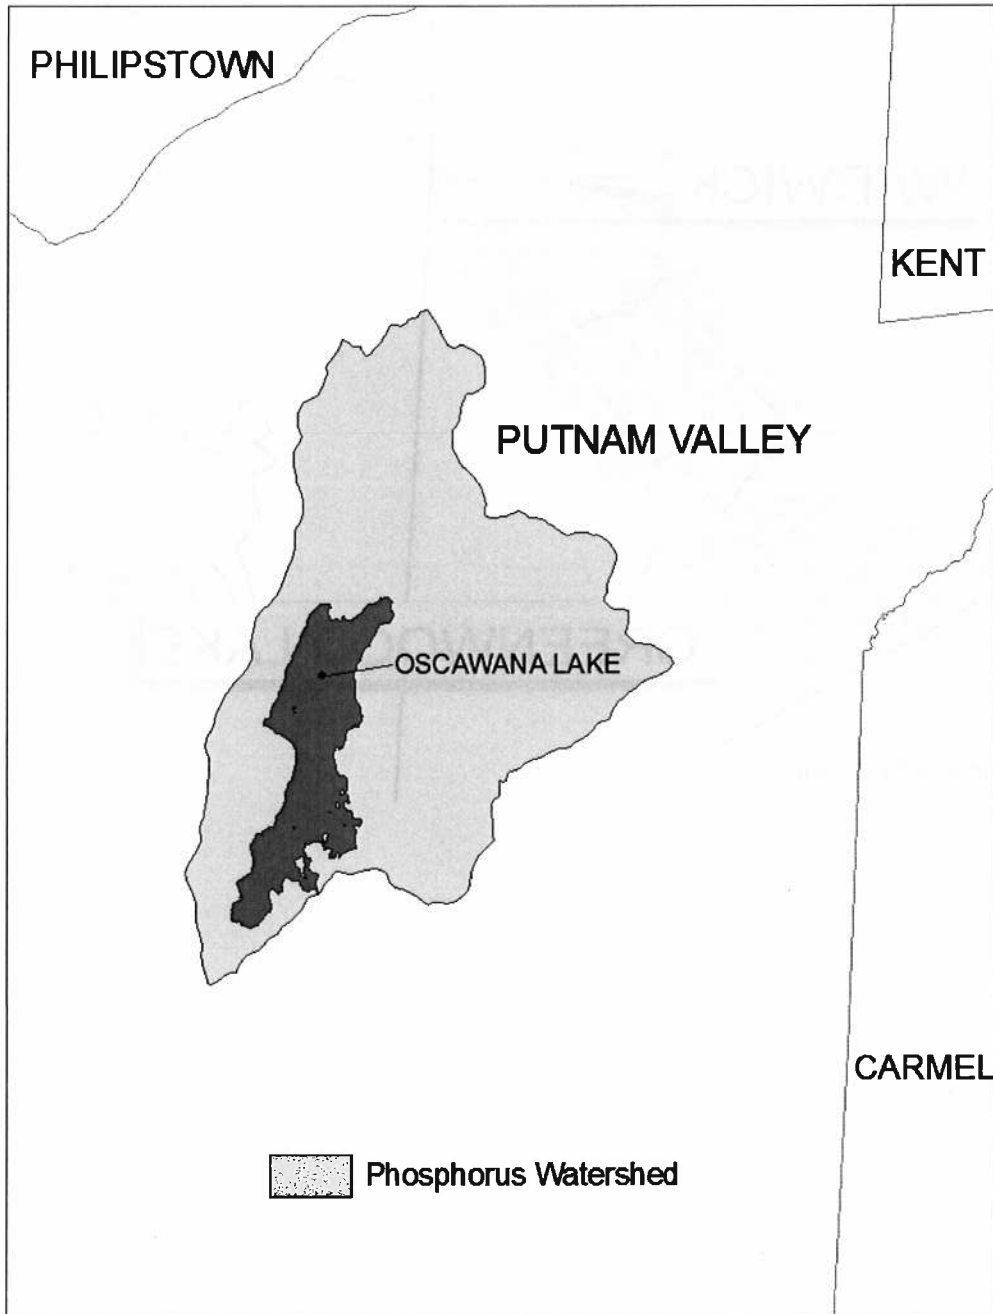 PHILIPSTOWN
KENT
PUTNAM VALLEY
OSCAWANA LAKE
CARMEL
Phosphorus Watershed